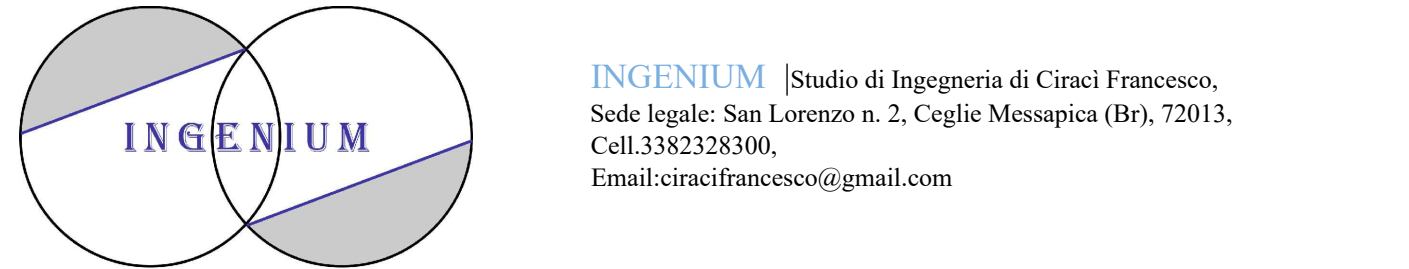 INGENIUM
INGENIUM |Studio di Ingegneria di Ciracì Francesco,
Sede legale: San Lorenzo n. 2, Ceglie Messapica (Br), 72013,
Cell.3382328300,
Email:ciracifrancesco@gmail.com